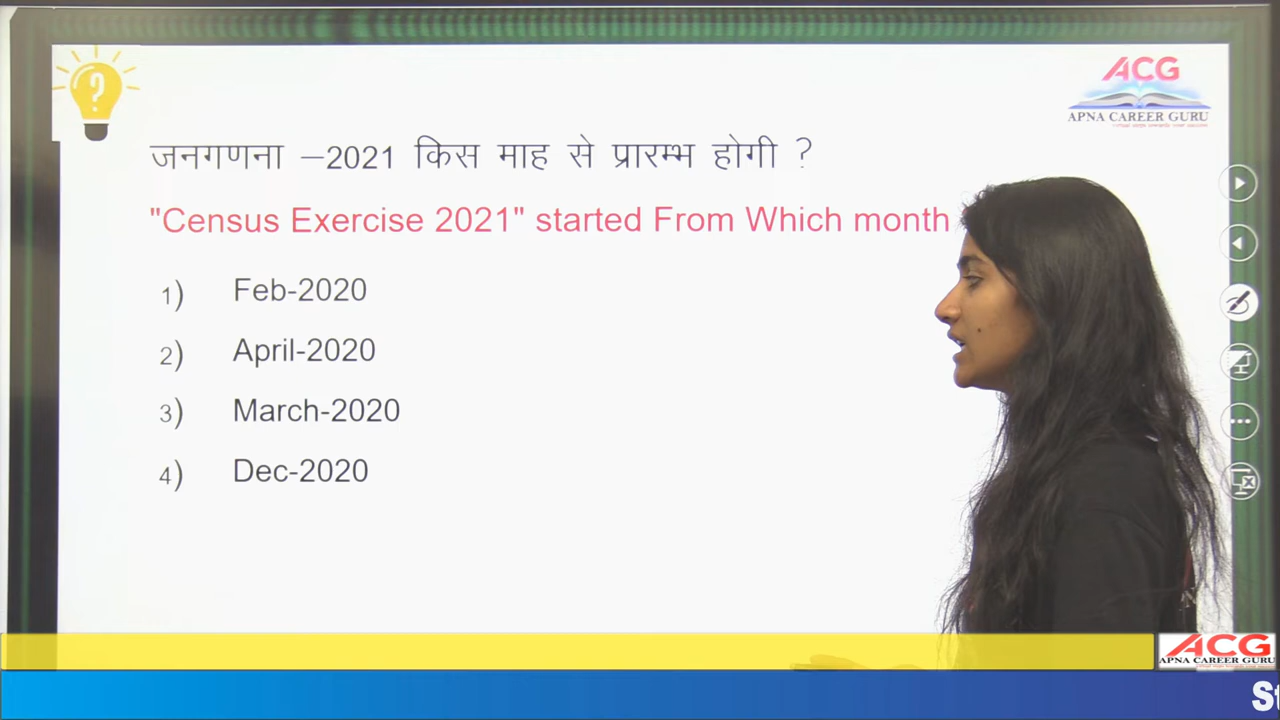 ACG
APNA CAREER GURU
जनगणना –2021 किस माह से प्रारम्भ होगी ?
"Census Exercise 2021" started From Which month
1) Feb-2020
2) April-2020
3) March-2020
4) Dec-2020
ACG
APNA CAREER GURU